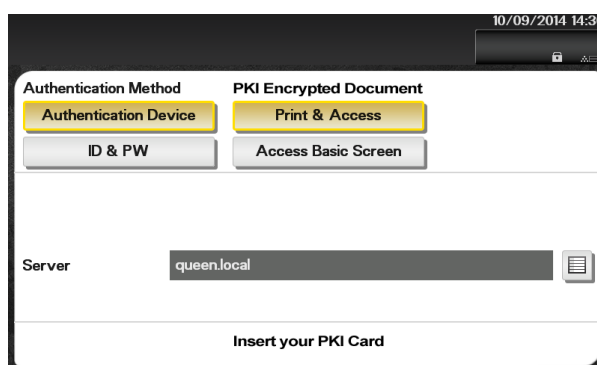 10/09/2014 14:3
Authentication Method PKI Encrypted Document
Authentication Device Print & Access
ID & PW Access Basic Screen
Server queen.local
Insert your PKI Card